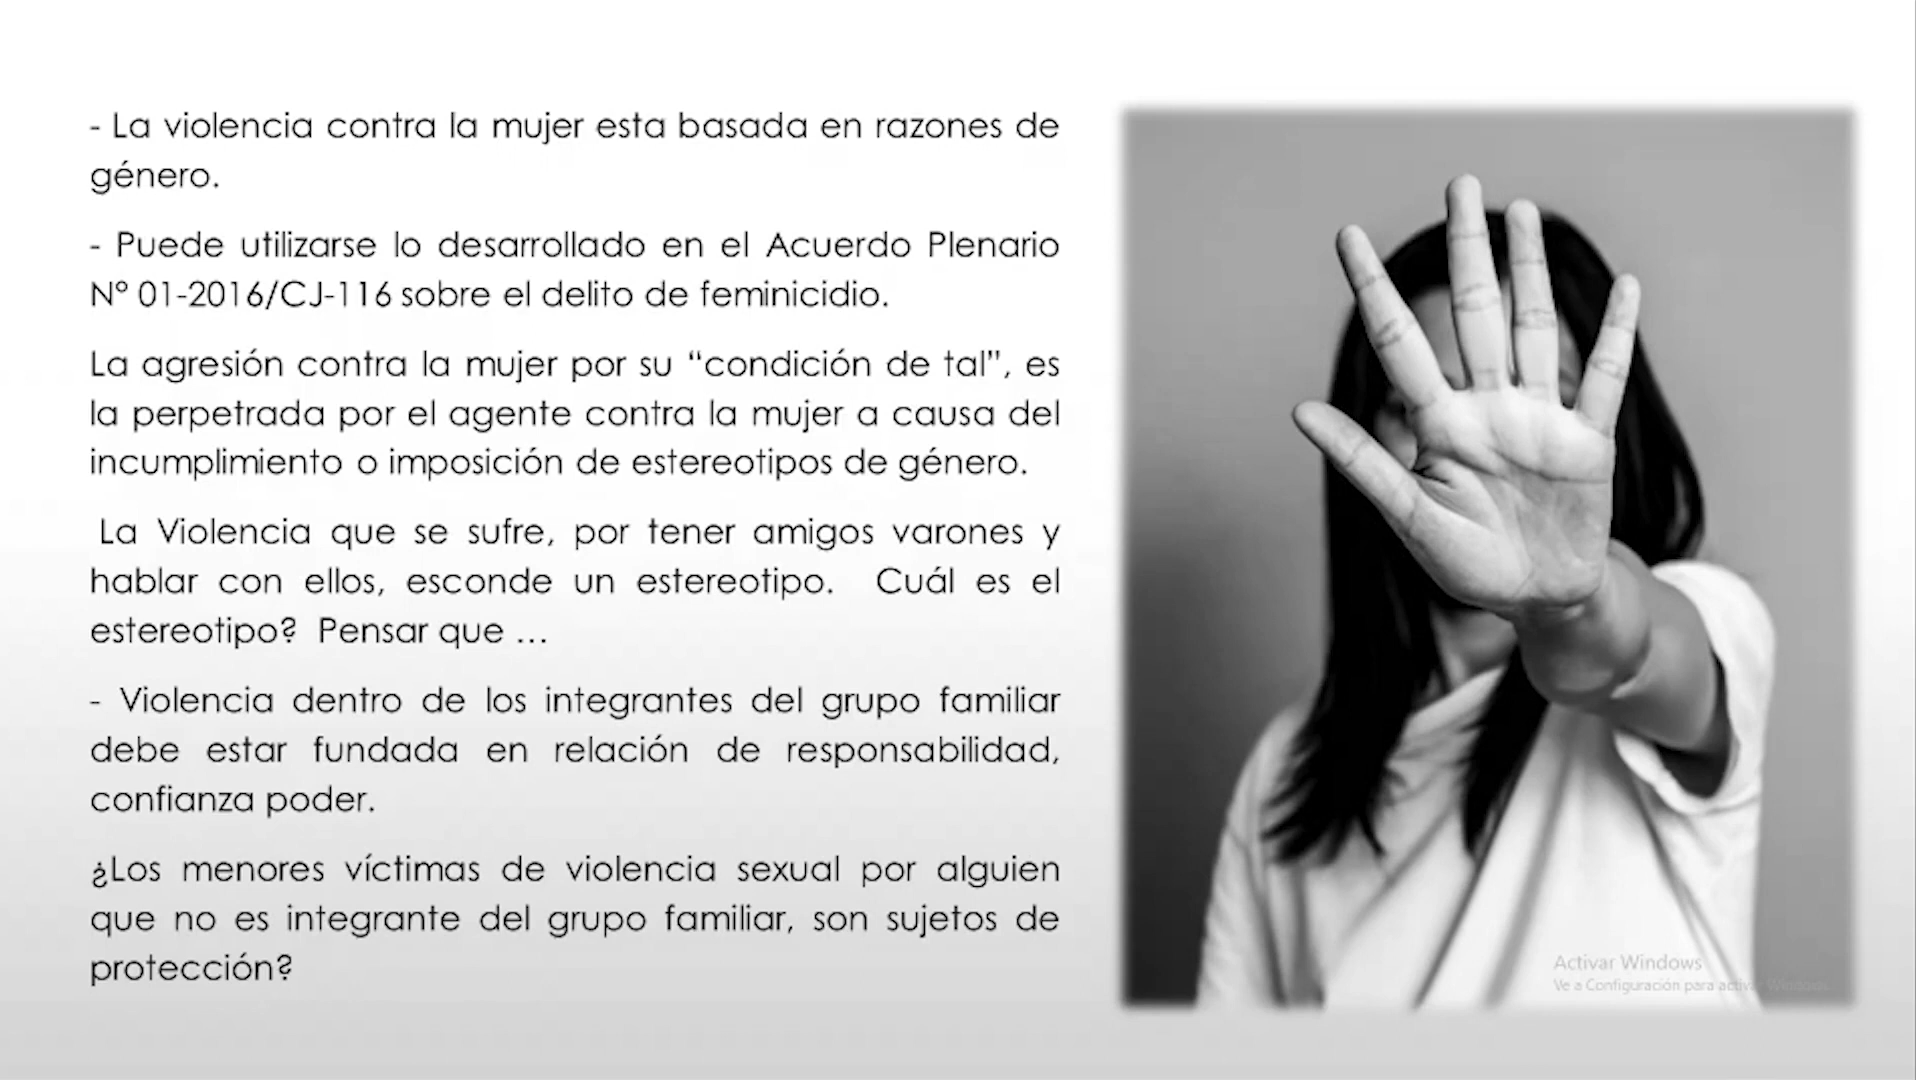 - La violencia contra la mujer esta basada en razones de
género.
- Puede utilizarse lo desarrollado en el Acuerdo Plenario
N° 01-2016/CJ-116 sobre el delito de feminicidio.
La agresión contra la mujer por su “condición de tal”, es
la perpetrada por el agente contra la mujer a causa del
incumplimiento o imposición de estereotipos de género.
La Violencia que se sufre, por tener amigos varones y
hablar con ellos, esconde un estereotipo. Cuál es el
estereotipo? Pensar que ...
- Violencia dentro de los integrantes del grupo familiar
debe estar fundada en relación de responsabilidad,
confianza poder.
¿Los menores víctimas de violencia sexual por alguien
que no es integrante del grupo familiar, son sujetos de
protección?
Activar Windows
Ve a Configuración para activar Windows.